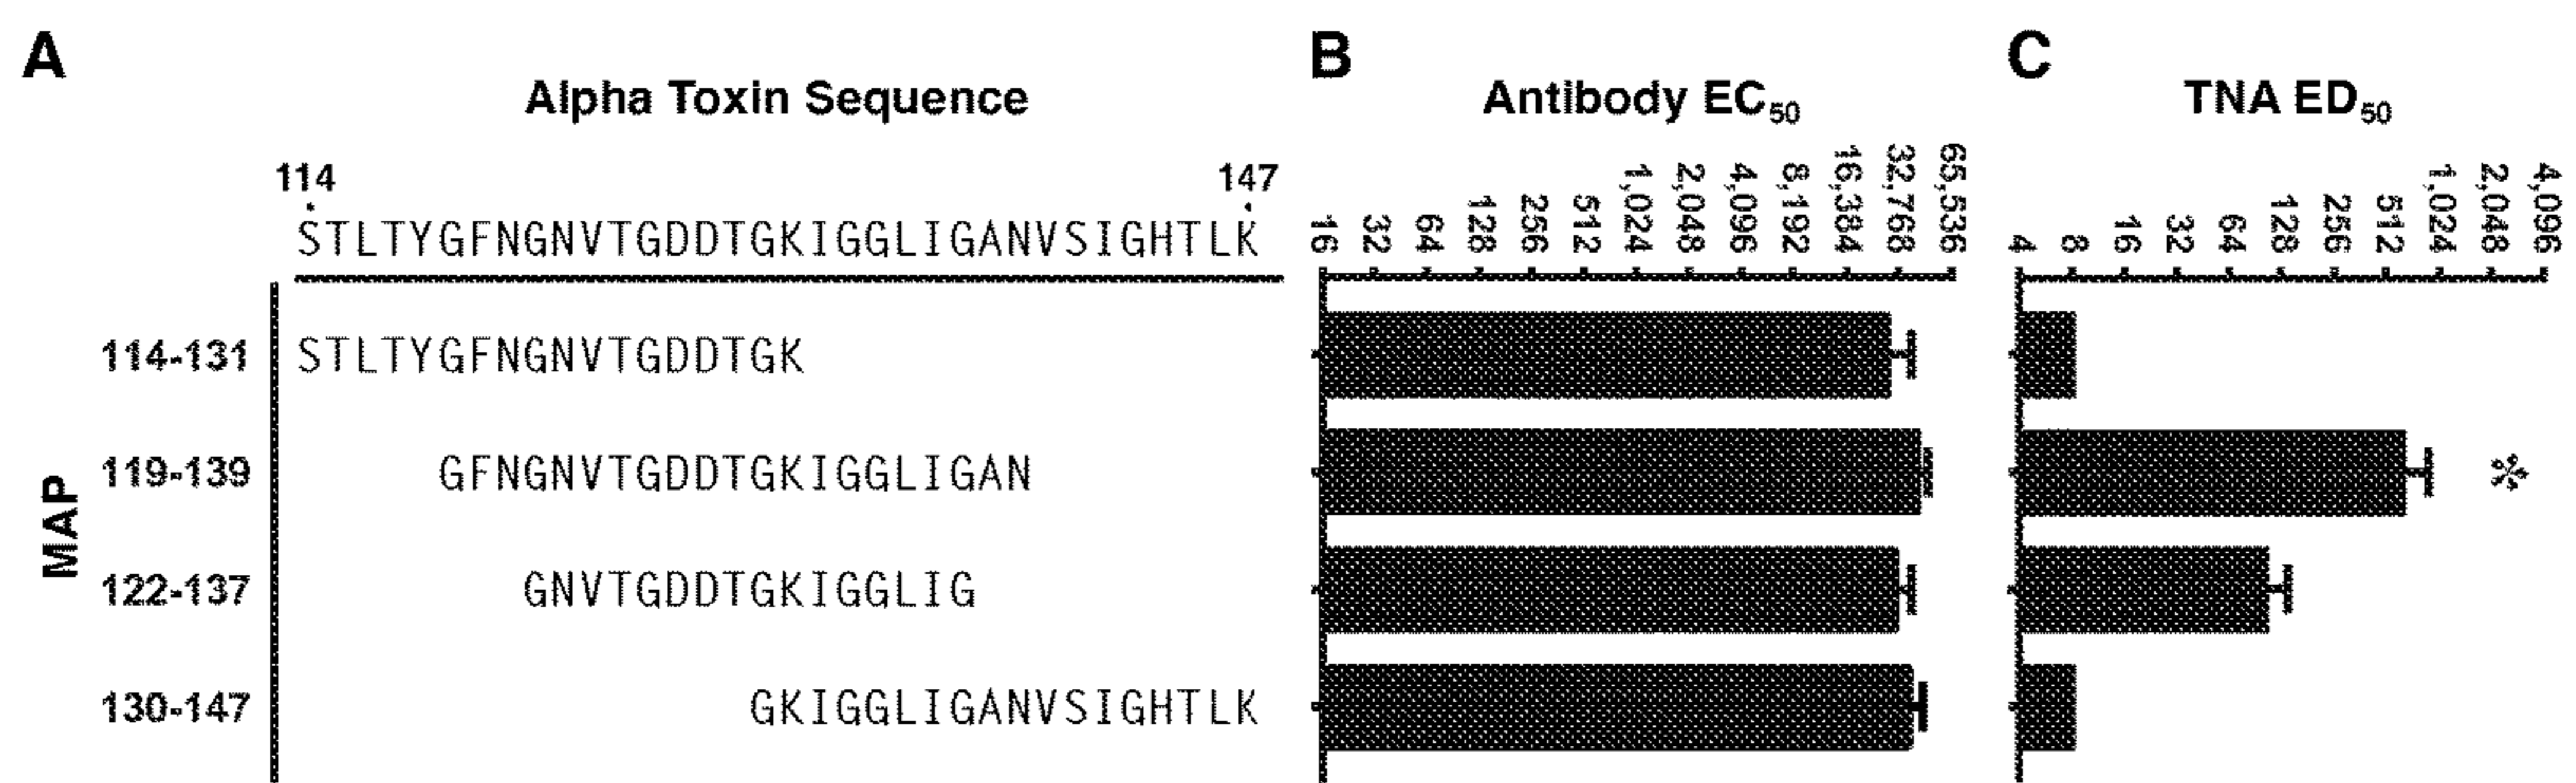 A
B
C
Alpha Toxin Sequence
Antibody EC50
TNA ED50
114
147
STLTYGFNGNVTGDDTGKIGGLIGANVSIGHTLK
16
32
64
128
256
512
1,024
2,048
4,096
8,192
16,384
32,768
65,536
4
8
16
32
64
128
256
512
1,024
2,048
4,096
MAP
114-131
STLTYGFNGNVTGDDTGK
119-139
GFNGNVTGDDTGKIGGLIGAN
*
122-137
GNVTGDDTGKIGGLIG
130-147
GKIGGLIGANVSIGHTLK